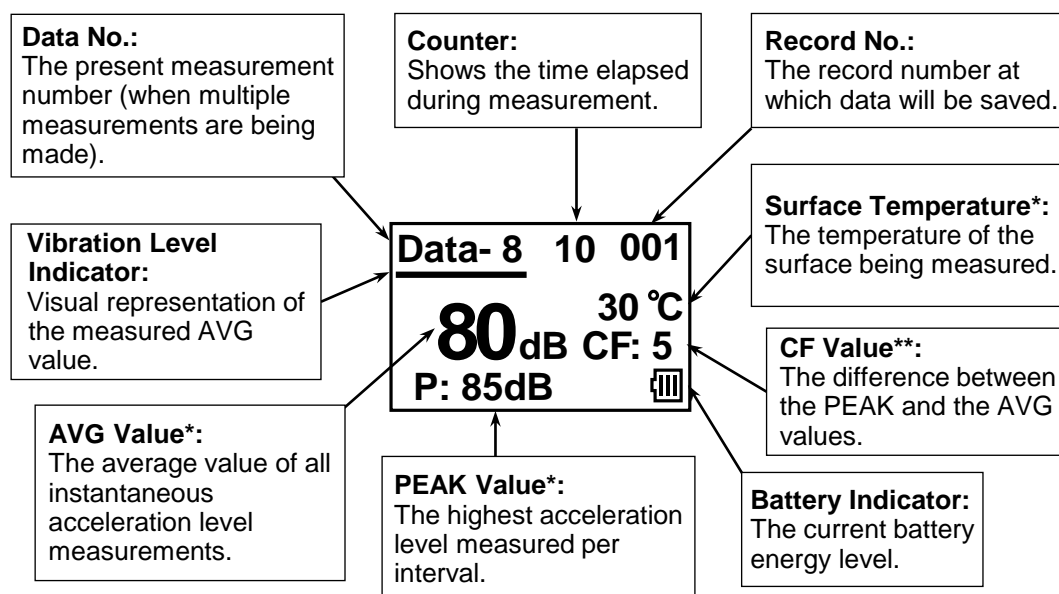 Data No.:
The present measurement
number (when multiple
measurements are being
made).
Counter:
Shows the time elapsed
during measurement.
Record No.:
The record number at
which data will be saved.
Vibration Level
Indicator:
Visual representation of
the measured AVG
value.
Surface Temperature*:
The temperature of the
surface being measured.
Data- 8 10 001
30 °C
80 dB CF: 5
P: 85dB
CF Value**:
The difference between
the PEAK and the AVG
values.
AVG Value*:
The average value of all
instantaneous
acceleration level
measurements.
PEAK Value*:
The highest acceleration
level measured per
interval.
Battery Indicator:
The current battery
energy level.